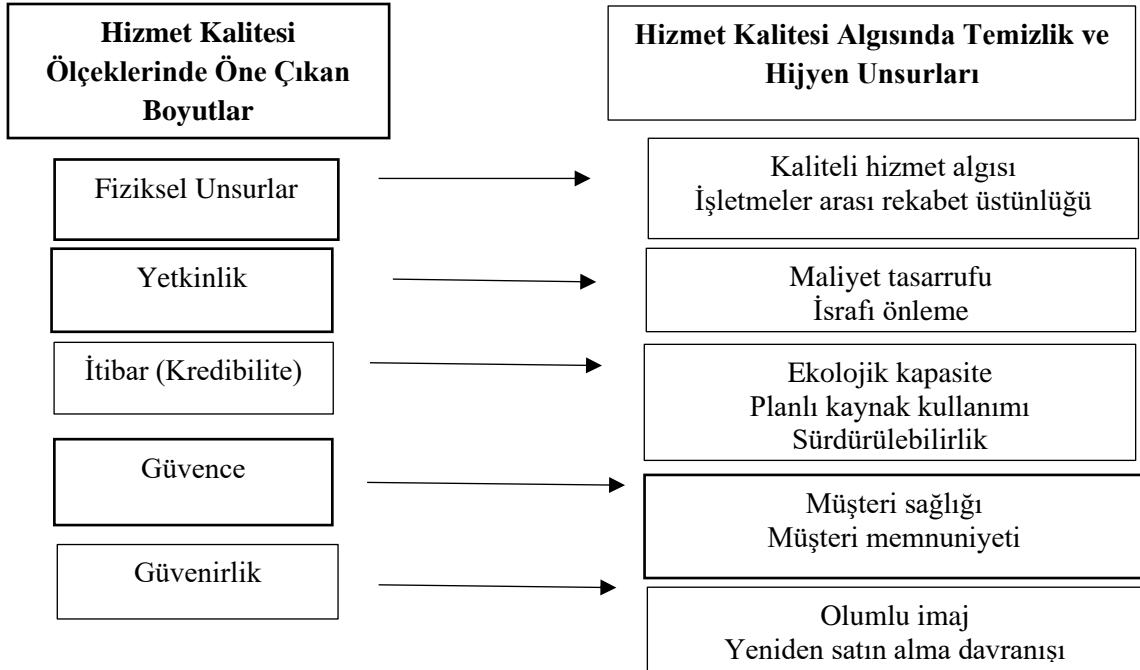 Hizmet Kalitesi
Ölçeklerinde Öne Çıkan
Boyutlar
Hizmet Kalitesi Algısında Temizlik ve
Hijyen Unsurları
Fiziksel Unsurlar
Kaliteli hizmet algısı
İşletmeler arası rekabet üstünlüğü
Yetkinlik
Maliyet tasarrufu
İsrafı önleme
İtibar (Kredibilite)
Ekolojik kapasite
Planlı kaynak kullanımı
Sürdürülebilirlik
Güvence
Müşteri sağlığı
Müşteri memnuniyeti
Güvenirlik
Olumlu imaj
Yeniden satın alma davranışı